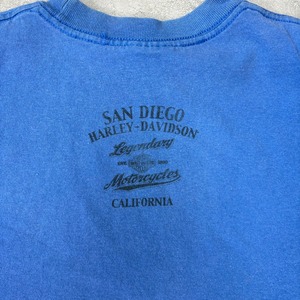 SAN DIEGO
HARLEY-DAVIDSON
Legendary
Motorcycles
CALIFORNIA